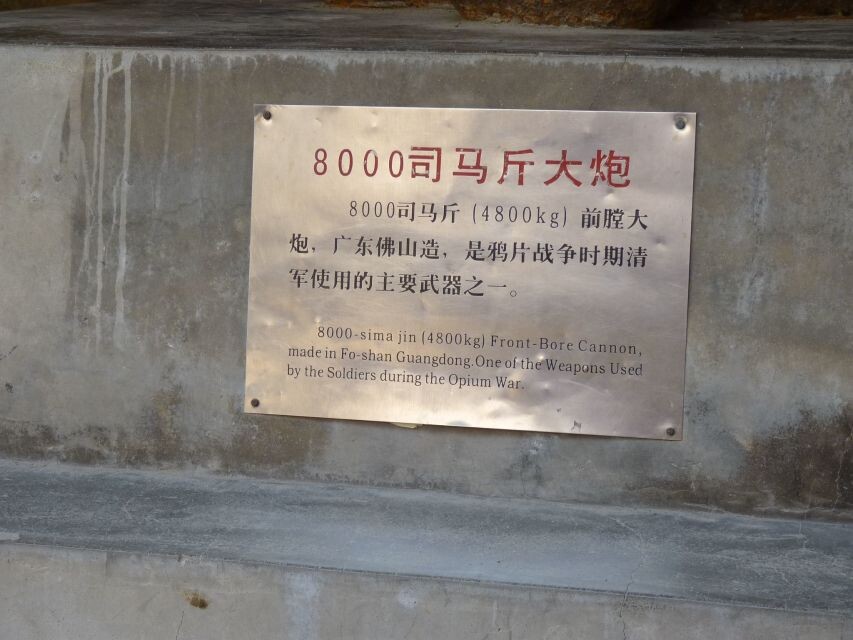 8000司马斤大炮
8000司马斤(4800kg)前膛大
炮，广东佛山造，是鸦片战争时期清
军使用的主要武器之一。
8000-sima jin (4800kg) Front-Bore Cannon,
made in Fo-shan Guangdong.One of the Weapons Used
by the Soldiers during the Opium War.